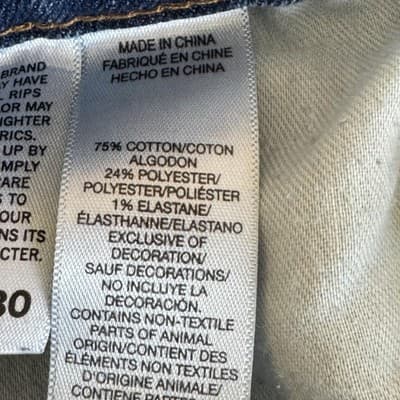 BRAND
HAVE
RIPS
OR MAY
IGHTER
RICS.
UP BY
MPLY
ARE
TO
OUR
NS ITS
CTER.
30
MADE IN CHINA
FABRIQUÉ EN CHINE
HECHO EN CHINA
75% COTTON/COTON
ALGODON
24% POLYESTER/
POLYESTER/POLIÉSTER
1% ELASTANE/
ÉLASTHANNE/ELASTANO
EXCLUSIVE OF
DECORATION/
SAUF DECORATIONS/
NO INCLUYE LA
DECORACIÓN.
CONTAINS NON-TEXTILE
PARTS OF ANIMAL
ORIGIN/CONTIENT DES
ÉLÉMENTS NON TEXTILES
D'ORIGINE ANIMALE/
CONTIENE PARTES